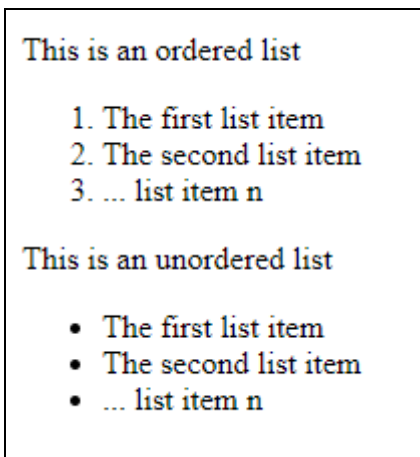 This is an ordered list
1. The first list item
2. The second list item
3. ... list item n
This is an unordered list
• The first list item
• The second list item
• ... list item n